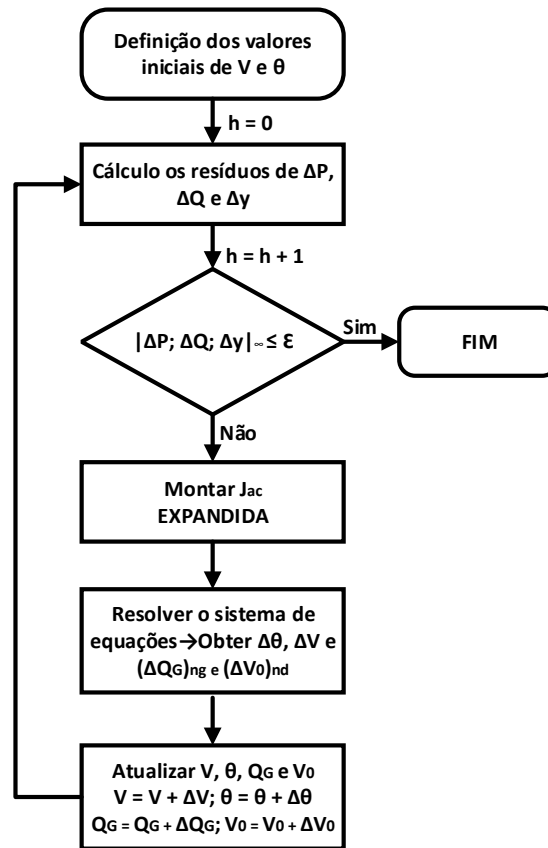 Definição dos valores
iniciais de V e θ
h = 0
Cálculo os resíduos de ΔP,
ΔQ e Δy
h = h + 1
|ΔP; ΔQ; Δy|∞ ≤ Ɛ
Sim
FIM
Não
Montar Jac
EXPANDIDA
Resolver o sistema de
equações→Obter Δθ, ΔV e
(ΔQG)ng e (ΔV0)nd
Atualizar V, θ, QG e V0
V = V + ΔV; θ = θ + Δθ
QG = QG + ΔQG; V0 = V0 + ΔV0